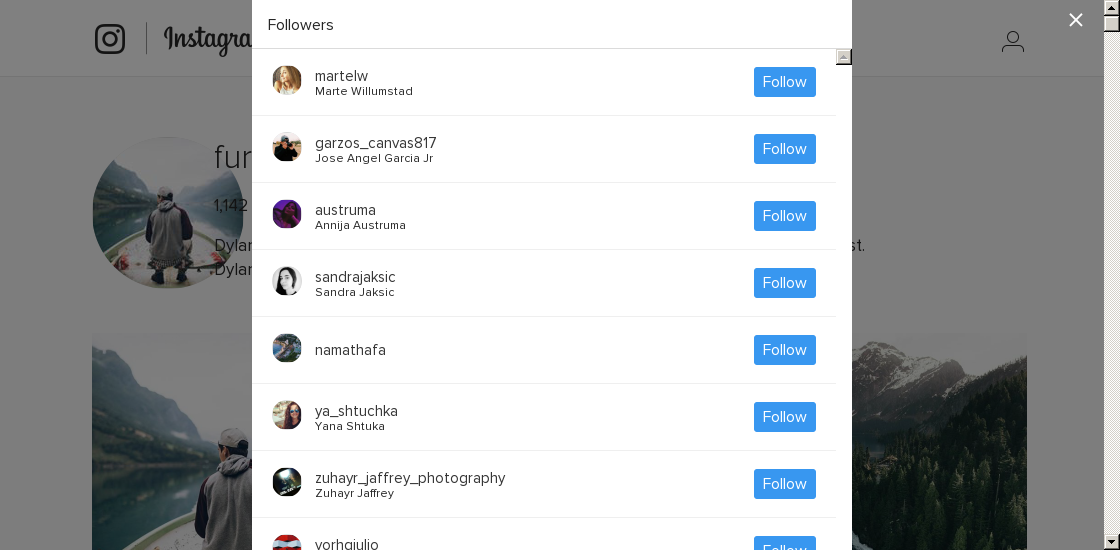 Followers
Instagra
martelw
Marte Willumstad
Follow
garzos_canvas817
Jose Angel Garcia Jr
Follow
fur
1,142
austruma
Annija Austruma
Follow
Dylan
st.
Dylan
sandrajaksic
Sandra Jaksic
Follow
namathafa
Follow
ya_shtuchka
Yana Shtuka
Follow
zuhayr_jaffrey_photography
Zuhayr Jaffrey
Follow
vorhgiulio
Follow